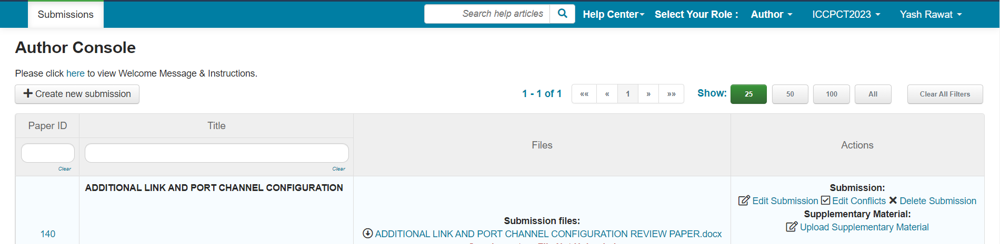 Submissions
Search help articles
Help Center
Select Your Role :
Author
ICCPCT2023
Yash Rawat
Author Console
Please click here to view Welcome Message & Instructions.
Create new submission
1 - 1 of 1
««
«
1
»
»»
Show:
25
50
100
All
Clear All Filters
Paper ID
Title
Files
Actions
Clear
Clear
140
ADDITIONAL LINK AND PORT CHANNEL CONFIGURATION
Submission files:
ADDITIONAL LINK AND PORT CHANNEL CONFIGURATION REVIEW PAPER.docx
Submission:
Edit Submission Edit Conflicts Delete Submission
Supplementary Material:
Upload Supplementary Material